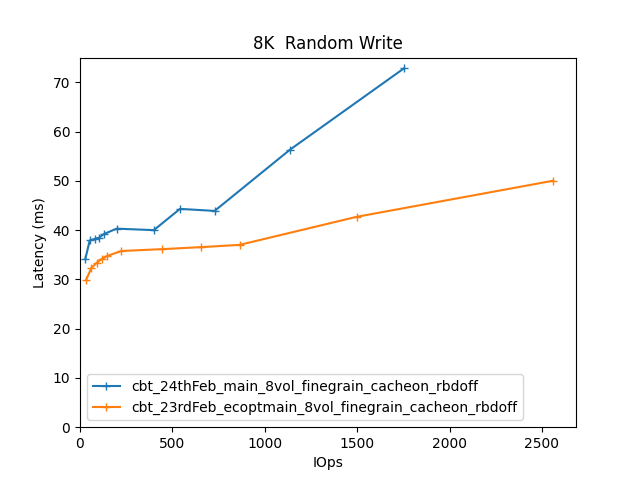 8K  Random Write
Latency (ms)
70
60
50
40
30
20
10
0
0 500 1000 1500 2000 2500
IOps
cbt_24thFeb_main_8vol_finegrain_cacheon_rbdoff
cbt_23rdFeb_ecoptmain_8vol_finegrain_cacheon_rbdoff